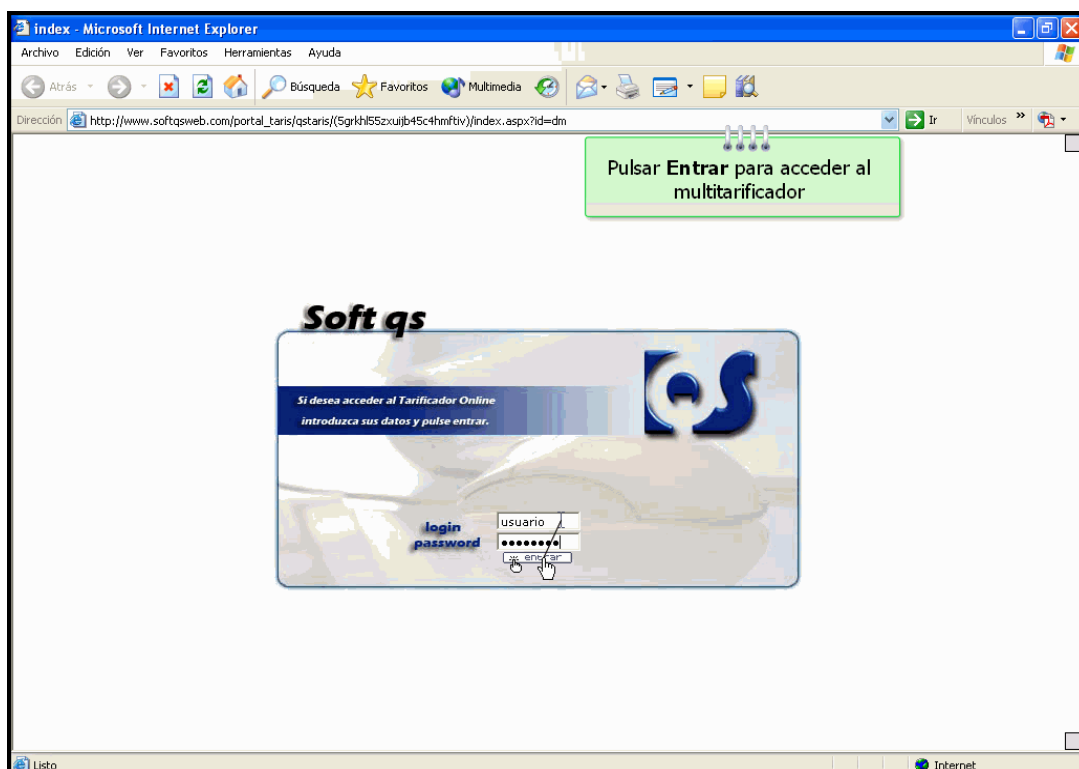 index - Microsoft Internet Explorer
Archivo Edición Ver Favoritos Herramientas Ayuda
Atrás Búsqueda Favoritos Multimedia
Dirección http://www.softqsweb.com/portal_taris/qstaris/(5grkhl55zxuijb45c4hmftiv)/index.aspx?id=dm Ir Vínculos »
Pulsar Entrar para acceder al
multitarificador
Soft qs
QS
Si desea acceder al Tarificador Online
introduzca sus datos y pulse entrar.
login usuario
password ••••••••
entrar
Listo Internet